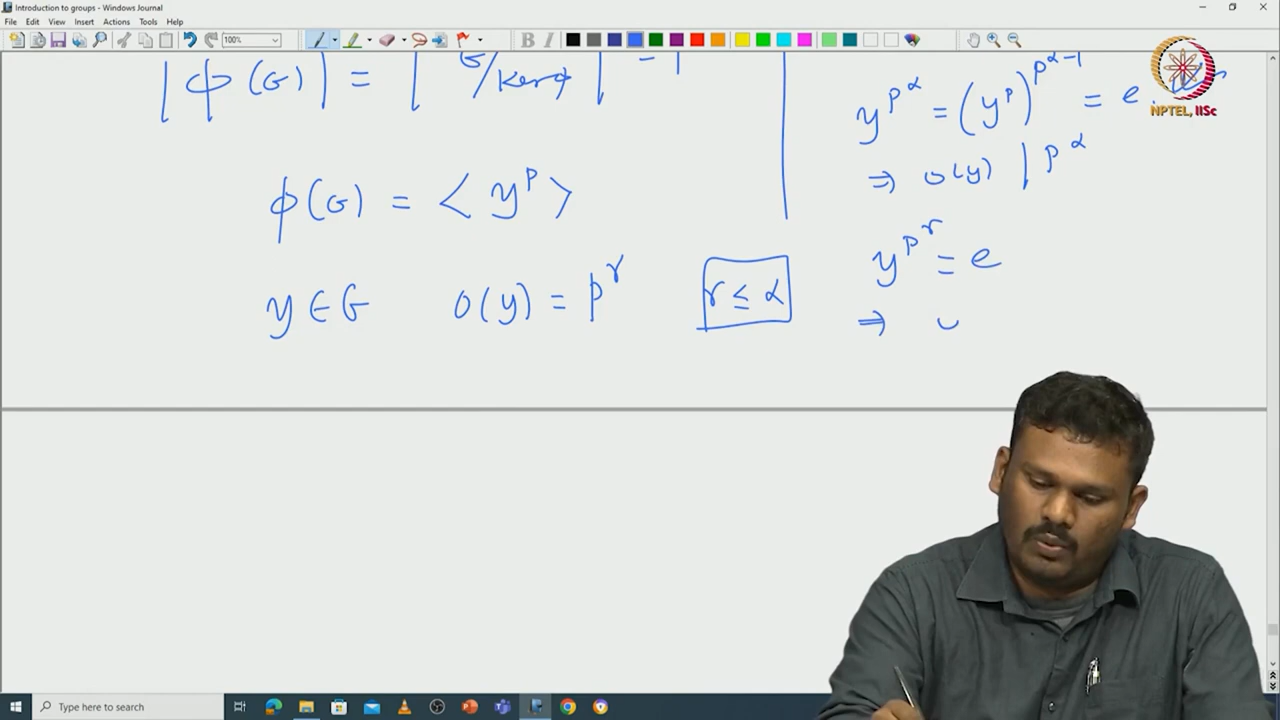 Introduction to groups - Windows Journal
File Edit View Insert Actions Tools Help
100%
B I
|φ(G)| = |G/Kerφ| = 1
φ(G) = <y^p>
y ∈ G o(y) = p^r r ≤ α
y^{p^α} = (y^p)^{p^{α-1}} = e.
⇒ o(y) | p^α
y^{p^r} = e
⇒
NPTEL, IISc
Type here to search